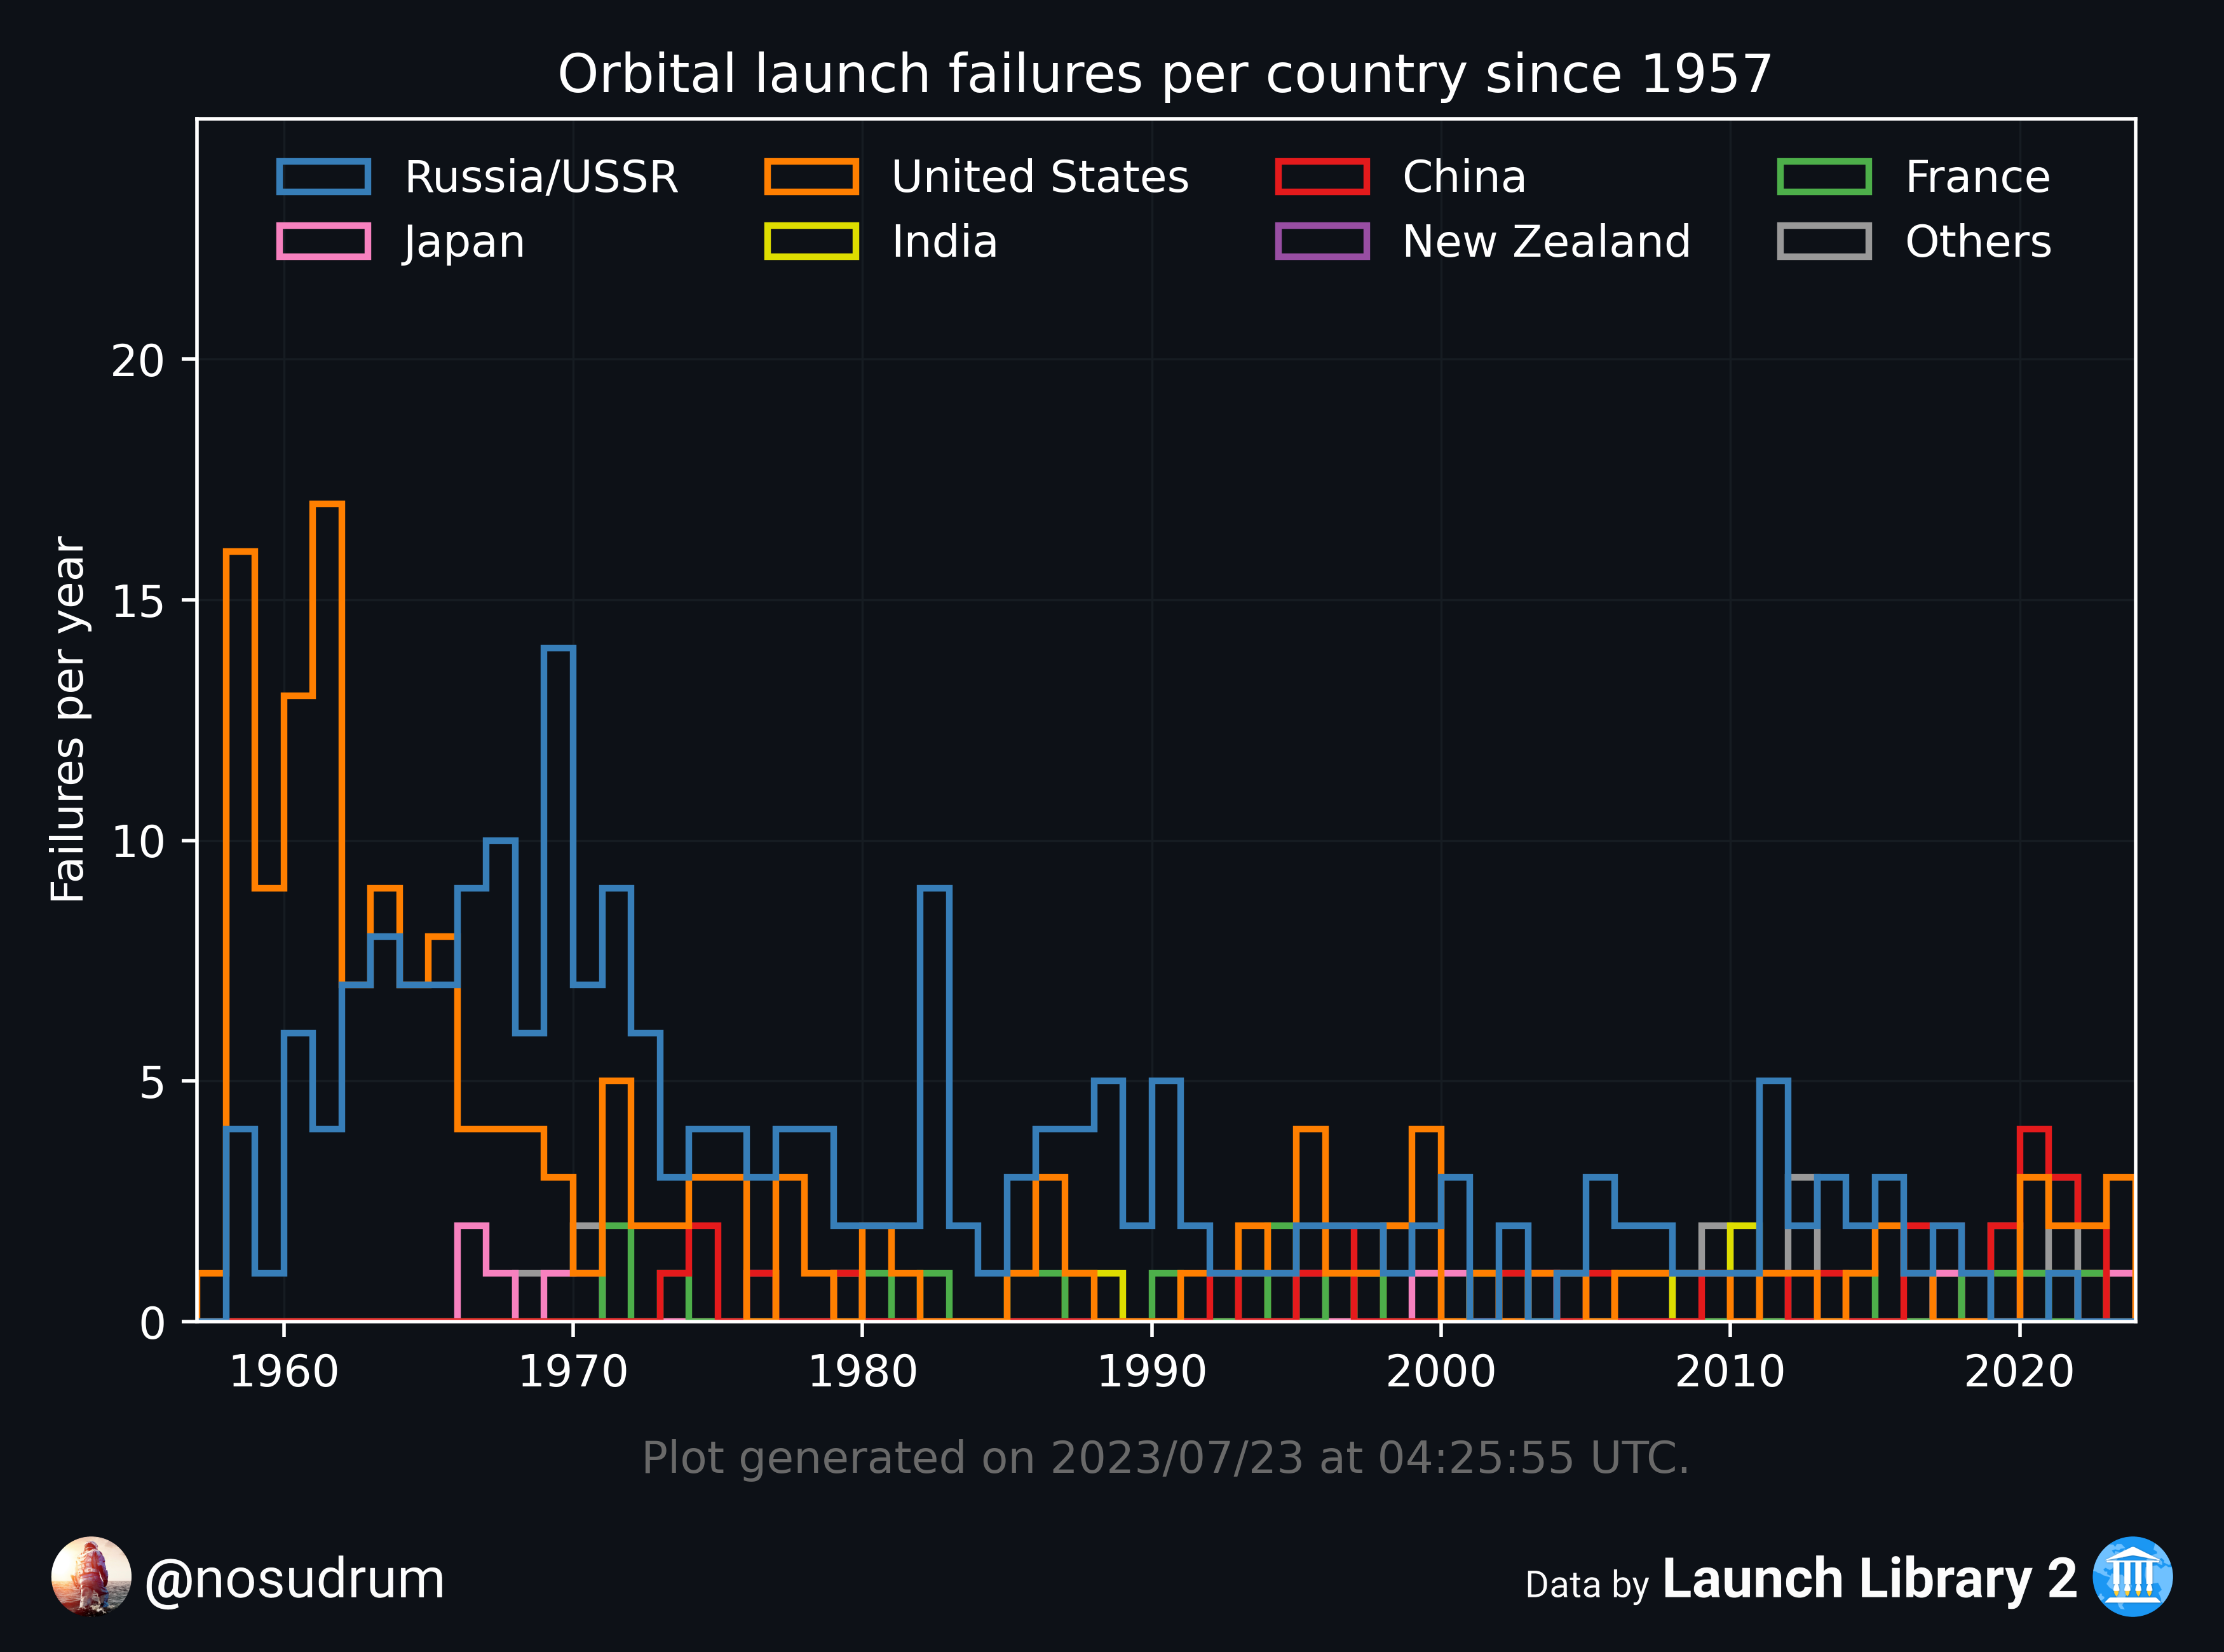 Orbital launch failures per country since 1957
Russia/USSR United States China France
Japan India New Zealand Others
Failures per year
20
15
10
5
0
1960 1970 1980 1990 2000 2010 2020
Plot generated on 2023/07/23 at 04:25:55 UTC.
@nosudrum
Data by Launch Library 2